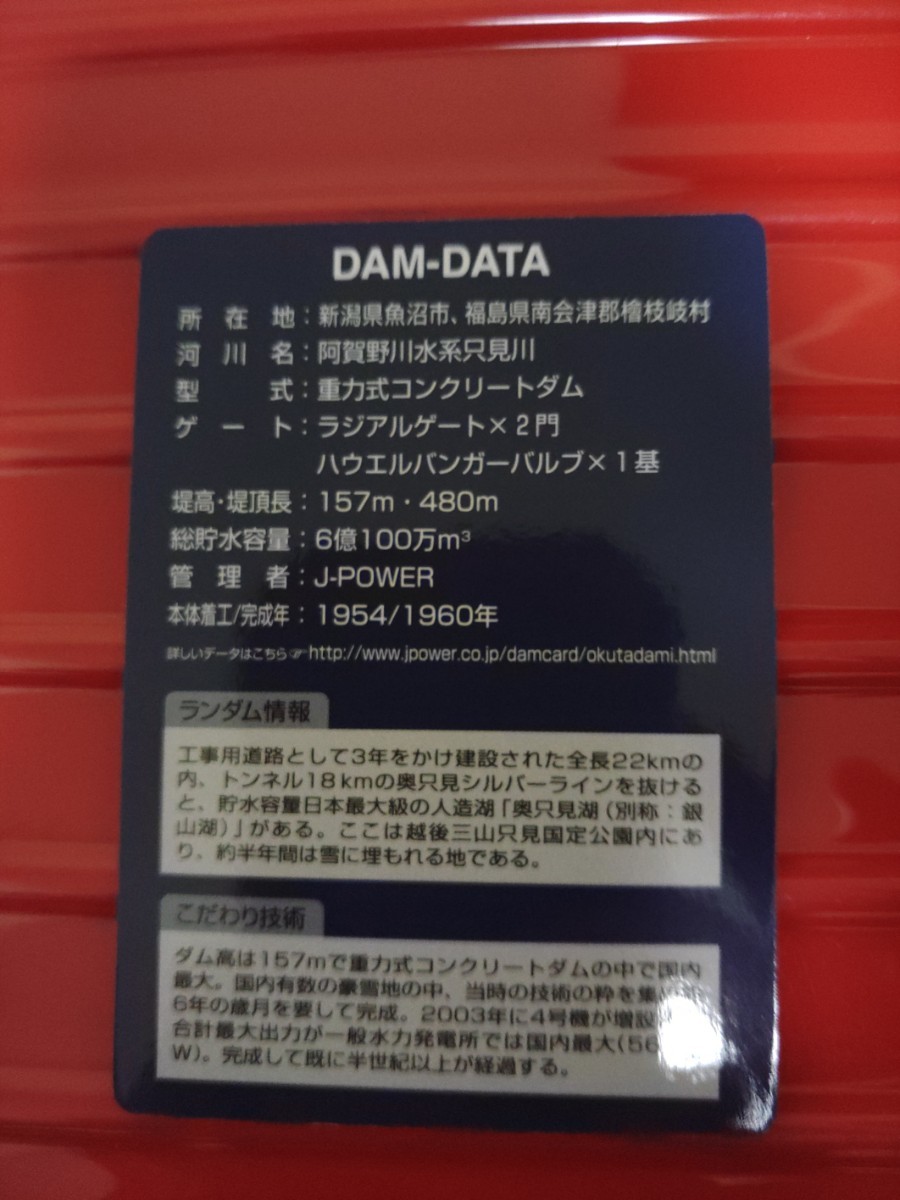 DAM-DATA
所在地：新潟県魚沼市、福島県南会津郡檜枝岐村
河川名：阿賀野川水系只見川
型式：重力式コンクリートダム
ゲート：ラジアルゲート×2門
ハウエルバンガーバルブ×1基
堤高・堤頂長：157m・480m
総貯水容量：6億100万m³
管理者：J-POWER
本体着工/完成年：1954/1960年
詳しいデータはこちら☞http://www.jpower.co.jp/damcard/okutadami.html
ランダム情報
工事用道路として3年をかけ建設された全長22kmの
内、トンネル18kmの奥只見シルバーラインを抜ける
と、貯水容量日本最大級の人造湖「奥只見湖（別称：銀
山湖）」がある。ここは越後三山只見国定公園内にあ
り、約半年間は雪に埋もれる地である。
こだわり技術
ダム高は157mで重力式コンクリートダムの中で国内
最大。国内有数の豪雪地の中、当時の技術の粋を集
6年の歳月を要して完成。2003年に4号機が増設
合計最大出力が一般水力発電所では国内最大(56
W)。完成して既に半世紀以上が経過する。